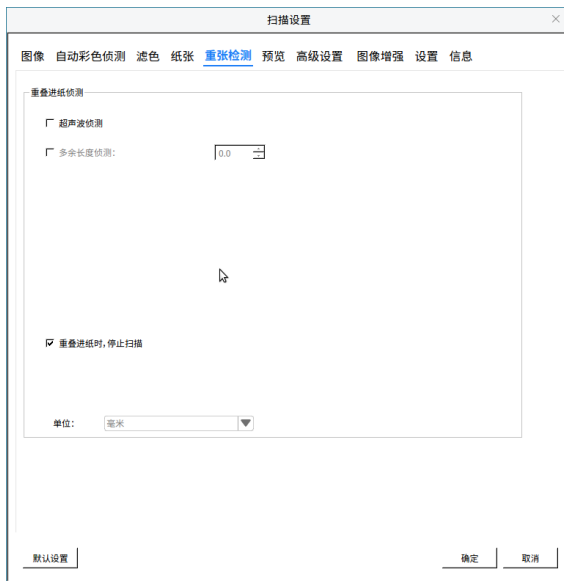 扫描设置
图像 自动彩色侦测 滤色 纸张 重张检测 预览 高级设置 图像增强 设置 信息
重叠进纸侦测
超声波侦测
多余长度侦测: 0.0
重叠进纸时,停止扫描
单位: 毫米
默认设置 确定 取消